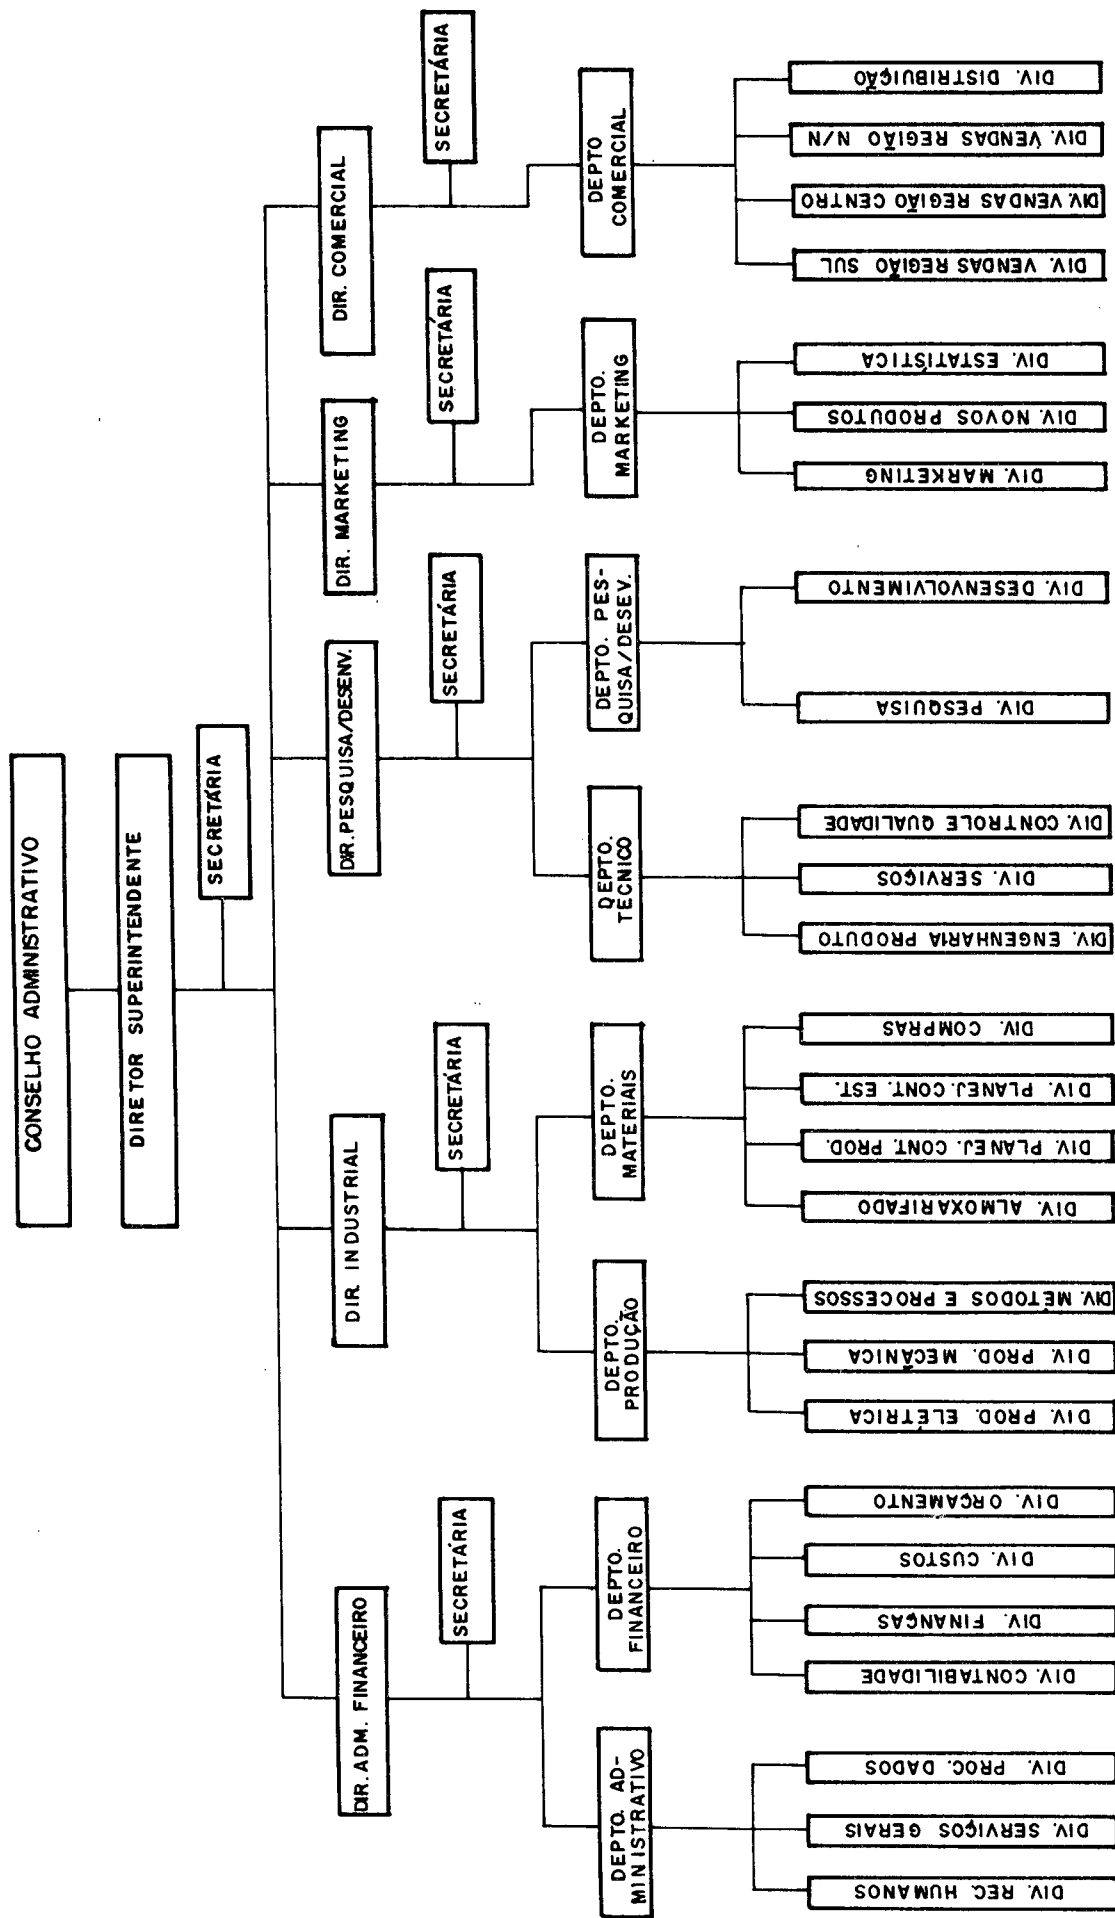 CONSELHO ADMINISTRATIVO
DIRETOR SUPERINTENDENTE
SECRETÁRIA
DIR. ADM. FINANCEIRO
DIR. INDUSTRIAL
DIR. PESQUISA/DESENV.
DIR. MARKETING
DIR. COMERCIAL
SECRETÁRIA
SECRETÁRIA
SECRETÁRIA
SECRETÁRIA
SECRETÁRIA
DEPTO. AD-
MINISTRATIVO
DEPTO.
FINANCEIRO
DEPTO.
PRODUÇÃO
DEPTO.
MATERIAIS
DEPTO.
TECNICO
DEPTO. PES-
QUISA/DESEV.
DEPTO.
MARKETING
DEPTO
COMERCIAL
DIV. REC. HUMANOS
DIV. SERVIÇOS GERAIS
DIV. PROC. DADOS
DIV. CONTABILIDADE
DIV. FINANÇAS
DIV. CUSTOS
DIV. ORÇAMENTO
DIV. PROD. ELÉTRICA
DIV. PROD. MECÂNICA
DIV. MÉTODOS E PROCESSOS
DIV. ALMOXARIFADO
DIV. PLANEJ. CONT. PROD.
DIV. PLANEJ. CONT. EST.
DIV. COMPRAS
DIV. ENGENHARIA PRODUTO
DIV. SERVIÇOS
DIV. CONTROLE QUALIDADE
DIV. PESQUISA
DIV. DESENVOLVIMENTO
DIV. MARKETING
DIV. NOVOS PRODUTOS
DIV. ESTATÍSTICA
DIV. VENDAS REGIÃO SUL
DIV. VENDAS REGIÃO CENTRO
DIV. VENDAS REGIÃO N/N
DIV. DISTRIBUIÇÃO